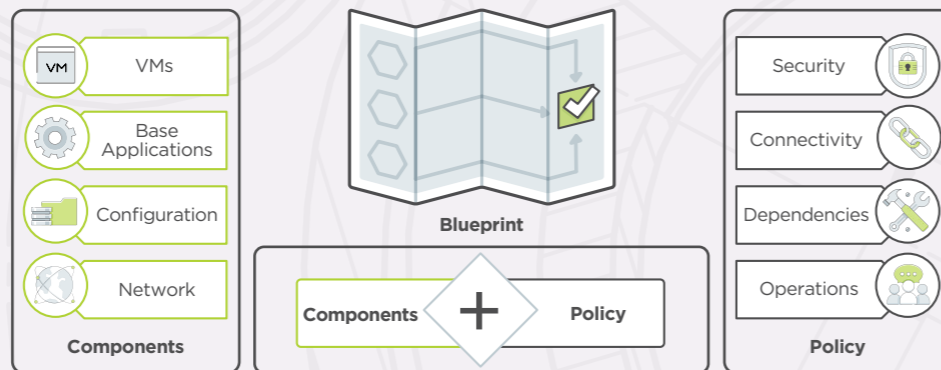 VM
VMs
Base
Applications
Configuration
Network
Components
Blueprint
Components
+
Policy
Security
Connectivity
Dependencies
Operations
Policy